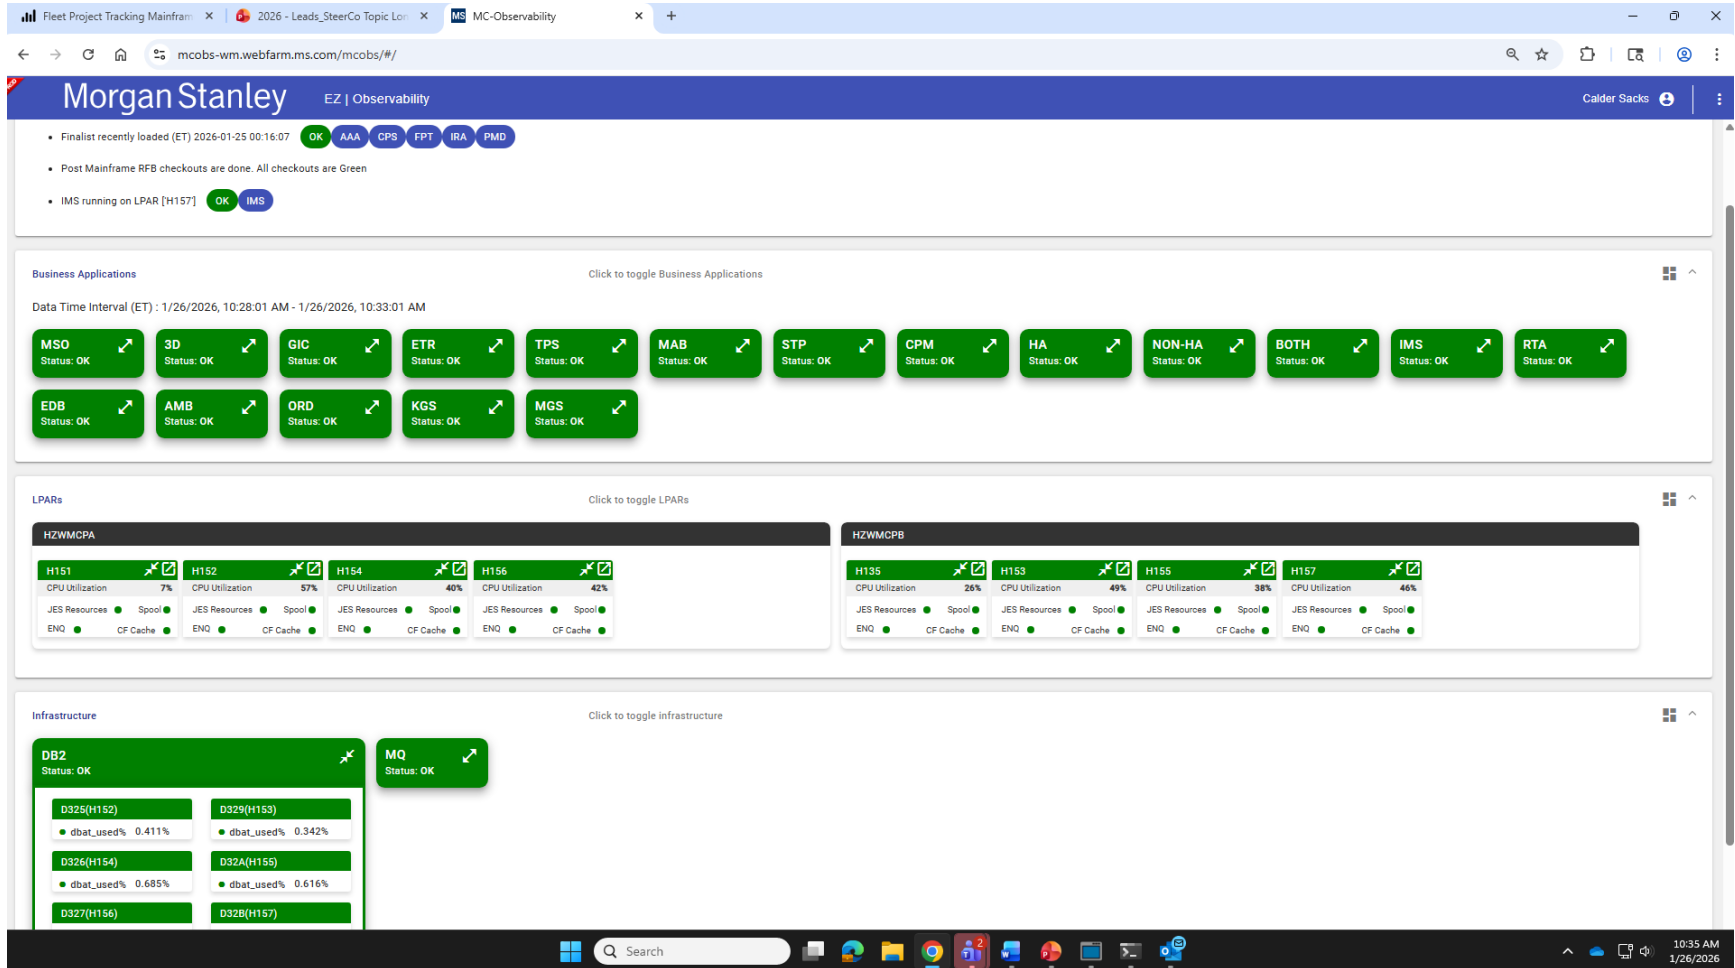 Fleet Project Tracking Mainfram
2026 - Leads_SteerCo Topic Lon
MS MC-Observability
mcobs-wm.webfarm.ms.com/mcobs/#/
Morgan Stanley EZ | Observability Calder Sacks
Finalist recently loaded (ET) 2026-01-25 00:16:07 OK AAA CPS FPT IRA PMD
Post Mainframe RFB checkouts are done. All checkouts are Green
IMS running on LPAR ['H157'] OK IMS
Business Applications Click to toggle Business Applications
Data Time Interval (ET) : 1/26/2026, 10:28:01 AM - 1/26/2026, 10:33:01 AM
MSO 3D GIC ETR TPS MAB STP CPM HA NON-HA BOTH IMS RTA
Status: OK Status: OK Status: OK Status: OK Status: OK Status: OK Status: OK Status: OK Status: OK Status: OK Status: OK Status: OK Status: OK
EDB AMB ORD KGS MGS
Status: OK Status: OK Status: OK Status: OK Status: OK
LPARs Click to toggle LPARs
HZWMCPA HZWMCPB
H151 H152 H154 H156 H135 H153 H155 H157
CPU Utilization 7% CPU Utilization 57% CPU Utilization 40% CPU Utilization 42% CPU Utilization 26% CPU Utilization 49% CPU Utilization 38% CPU Utilization 46%
JES Resources Spool JES Resources Spool JES Resources Spool JES Resources Spool JES Resources Spool JES Resources Spool JES Resources Spool JES Resources Spool
ENQ CF Cache ENQ CF Cache ENQ CF Cache ENQ CF Cache ENQ CF Cache ENQ CF Cache ENQ CF Cache ENQ CF Cache
Infrastructure Click to toggle infrastructure
DB2 MQ
Status: OK Status: OK
D325(H152) D329(H153)
dbat_used% 0.411% dbat_used% 0.342%
D326(H154) D32A(H155)
dbat_used% 0.685% dbat_used% 0.616%
D327(H156) D32B(H157)
Search 2 10:35 AM
1/26/2026